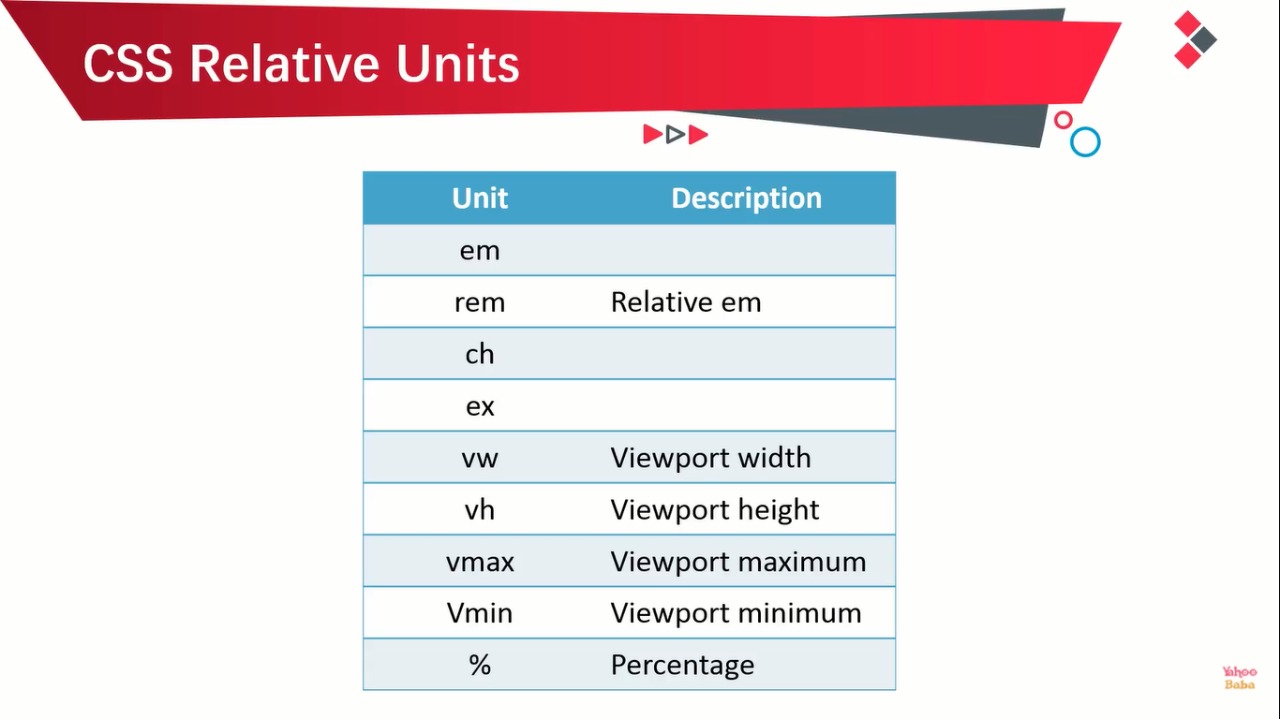 CSS Relative Units
Unit Description
em
rem Relative em
ch
ex
vw Viewport width
vh Viewport height
vmax Viewport maximum
Vmin Viewport minimum
% Percentage
Yahoo
Baba